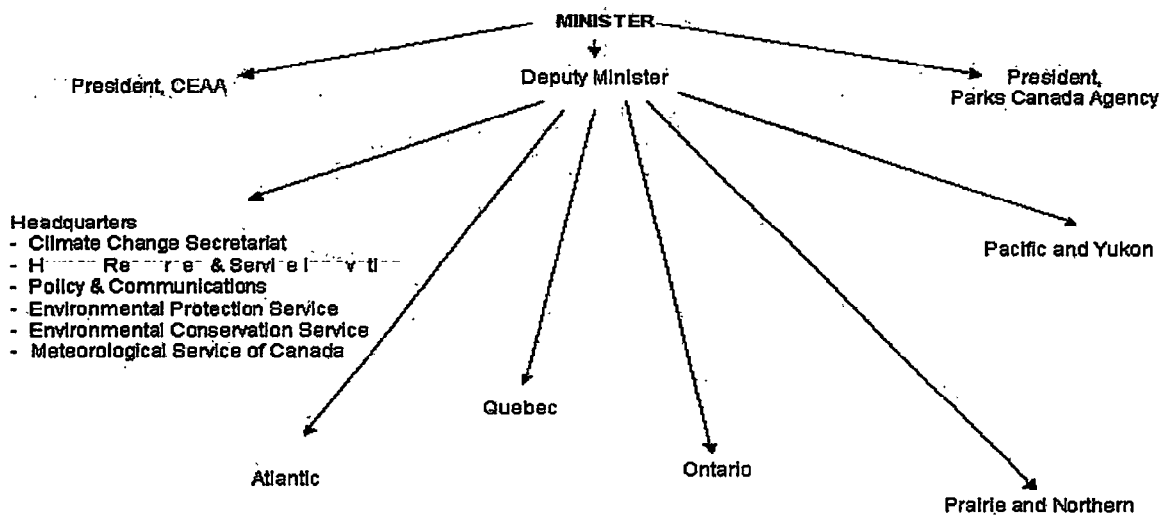 MINISTER
President, CEAA
Deputy Minister
President,
Parks Canada Agency
Headquarters
- Climate Change Secretariat
- & 
- Policy & Communications
- Environmental Protection Service
- Environmental Conservation Service
- Meteorological Service of Canada
Pacific and Yukon
Quebec
Atlantic
Ontario
Prairie and Northern